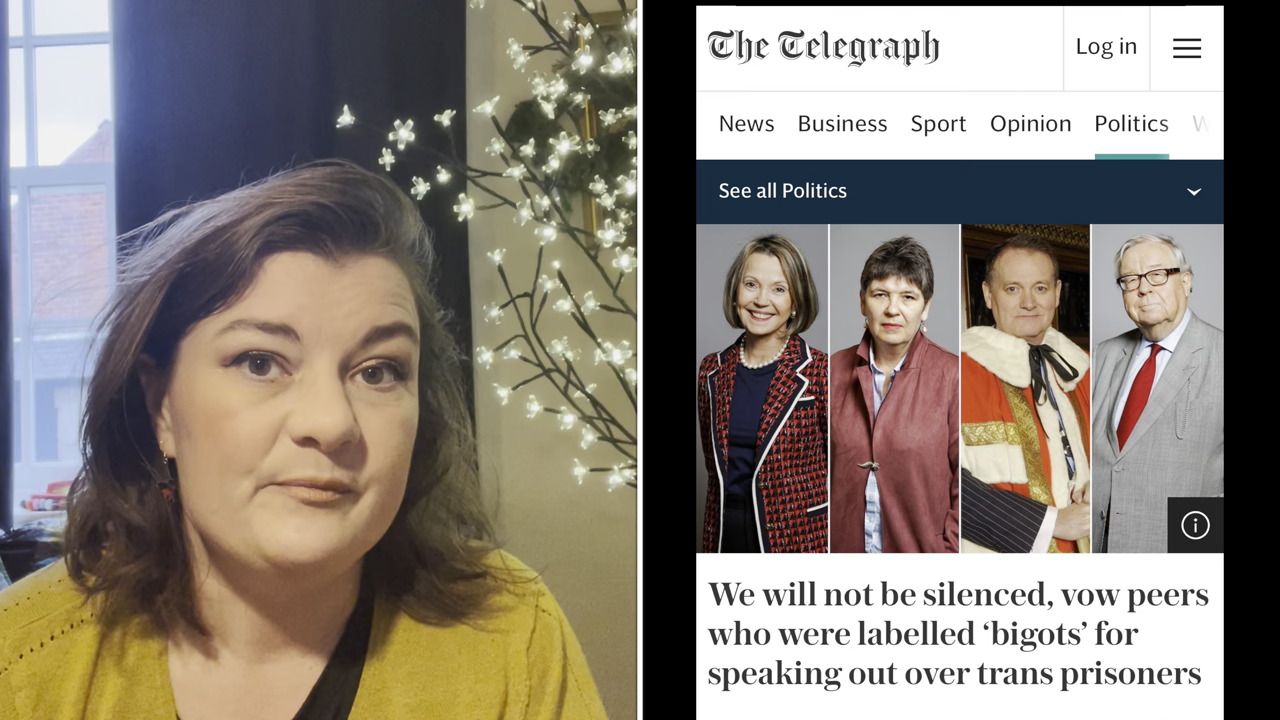 The Telegraph
Log in
News Business Sport Opinion Politics
See all Politics
We will not be silenced, vow peers
who were labelled ‘bigots’ for
speaking out over trans prisoners